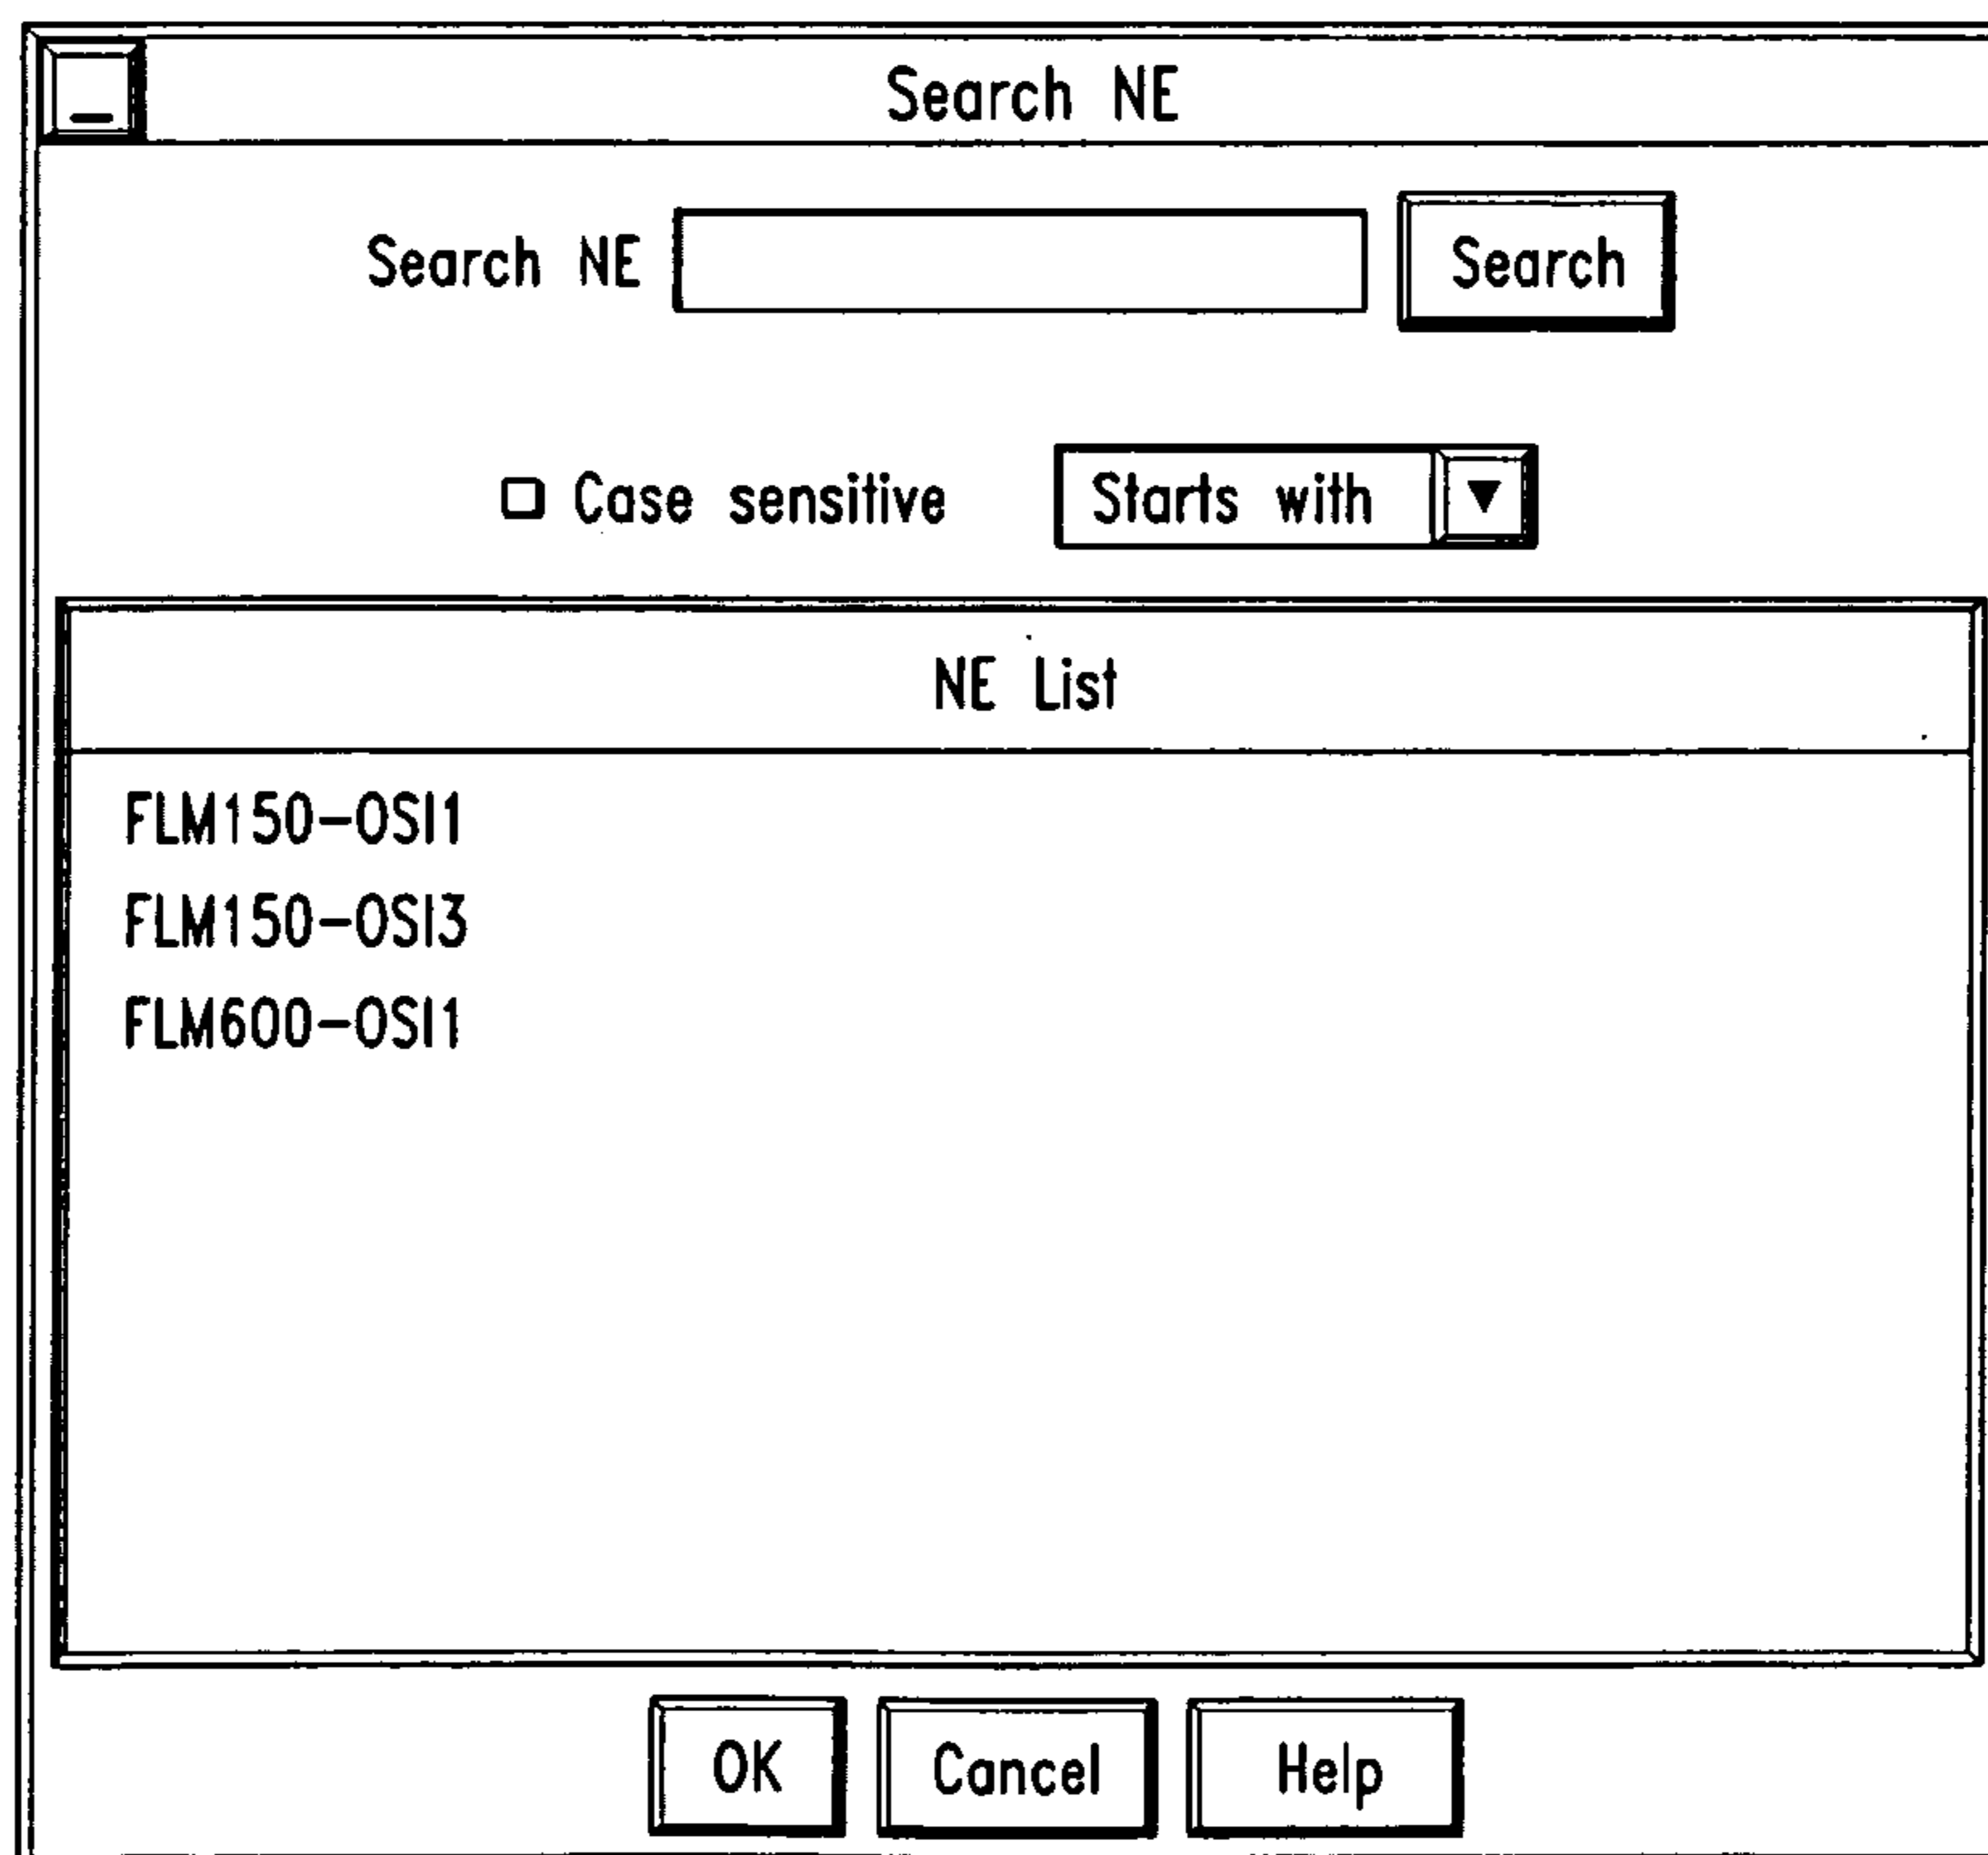 Search NE
Search NE Search
Case sensitive Starts with
NE List
FLM150-OSI1
FLM150-OSI3
FLM600-OSI1
OK Cancel Help